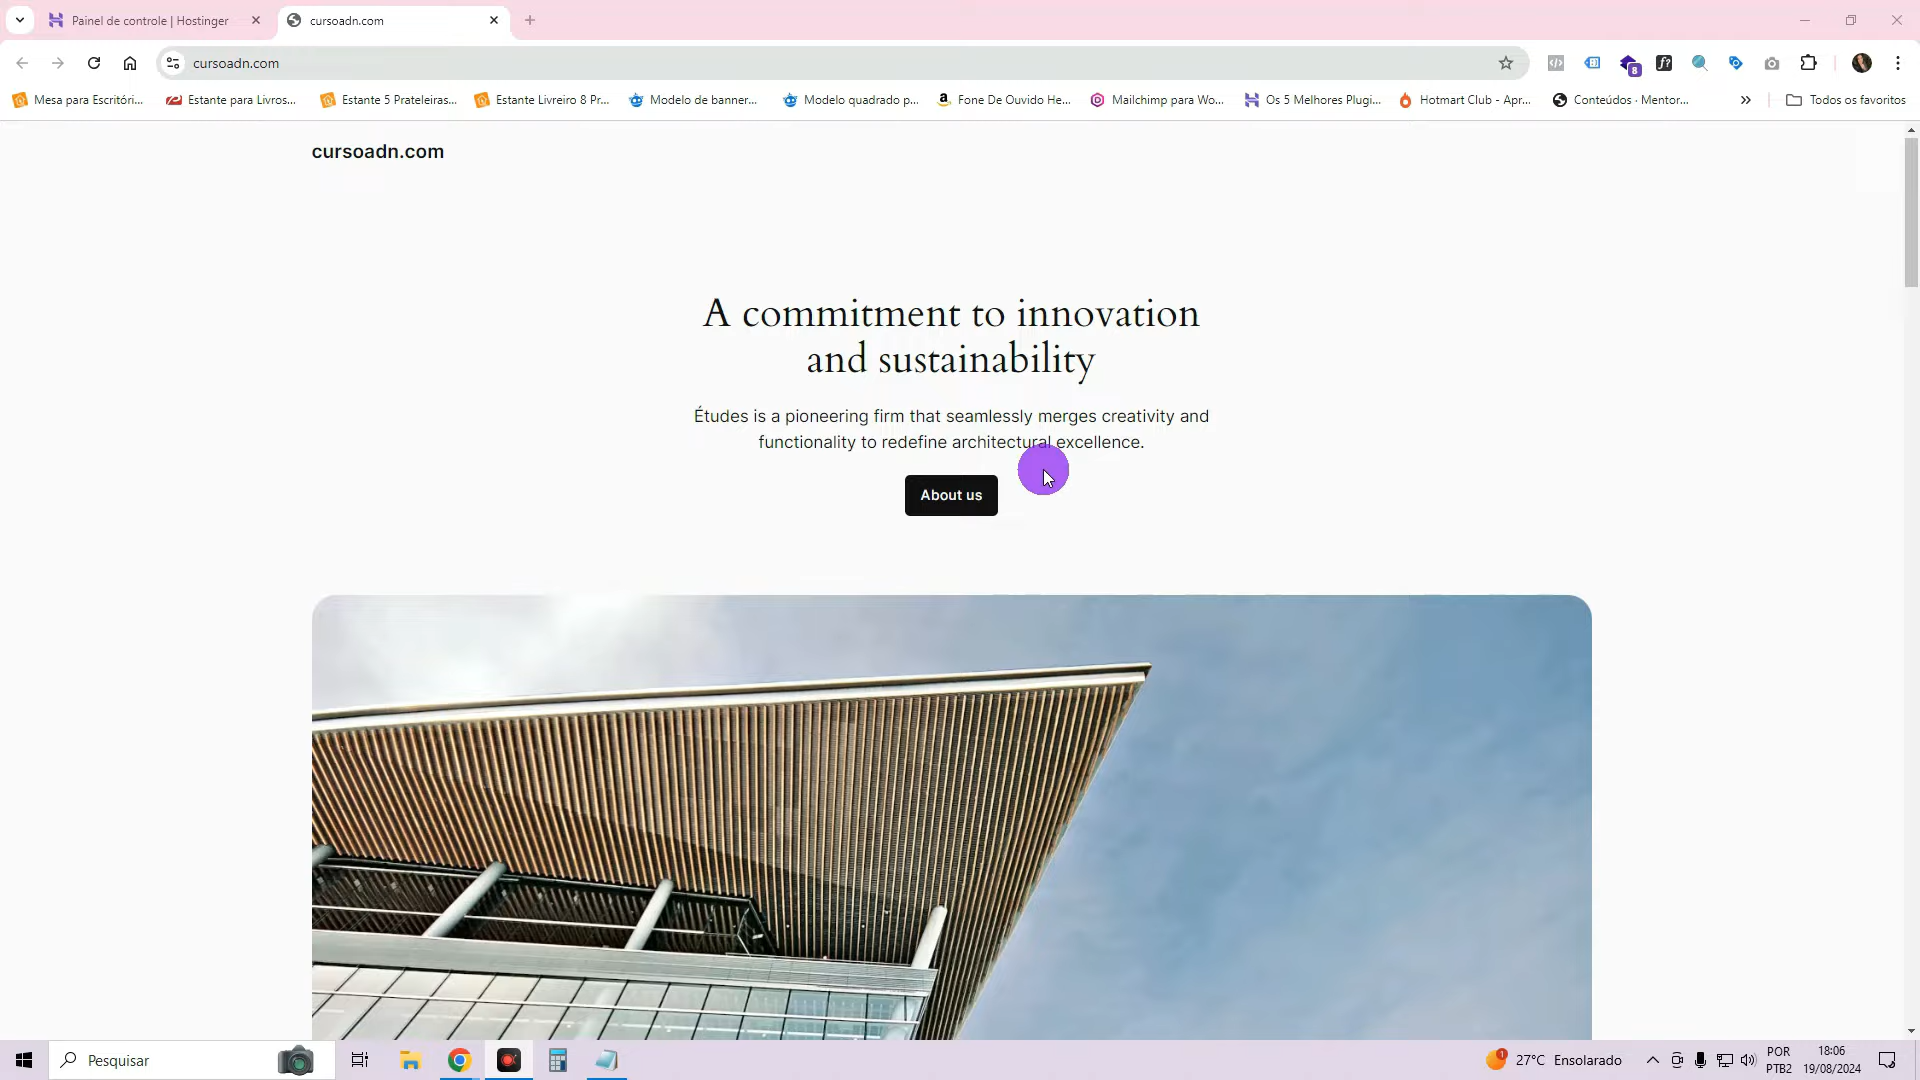 Painel de controle | Hostinger
cursoadn.com
cursoadn.com
8
f?
Mesa para Escritóri...
Estante para Livros...
Estante 5 Prateleiras...
Estante Livreiro 8 Pr...
Modelo de banner...
Modelo quadrado p...
Fone De Ouvido He...
Mailchimp para Wo...
Os 5 Melhores Plugi...
Hotmart Club - Apr...
Conteúdos · Mentor...
Todos os favoritos
cursoadn.com
A commitment to innovation
and sustainability
Études is a pioneering firm that seamlessly merges creativity and
functionality to redefine architectural excellence.
About us
Pesquisar
1
27°C Ensolarado
POR
PTB2
18:06
19/08/2024